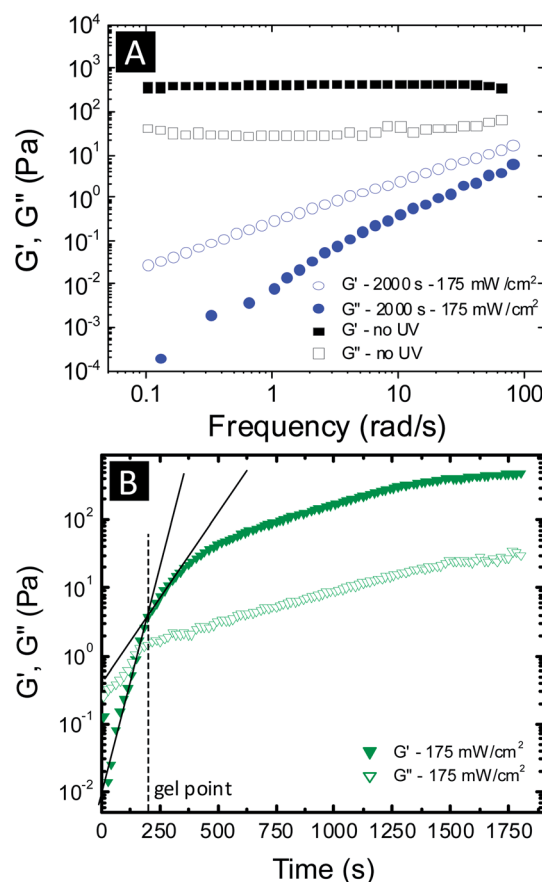 A
10⁴
10³
10²
10¹
10⁰
10⁻¹
10⁻²
10⁻³
10⁻⁴
G', G" (Pa)
G' - 2000 s - 175 mW/cm²
G" - 2000 s - 175 mW/cm²
G' - no UV
G" - no UV
0.1 1 10 100
Frequency (rad/s)
B
10²
10¹
10⁰
10⁻¹
10⁻²
G', G" (Pa)
gel point
G' - 175 mW/cm²
G" - 175 mW/cm²
0 250 500 750 1000 1250 1500 1750
Time (s)